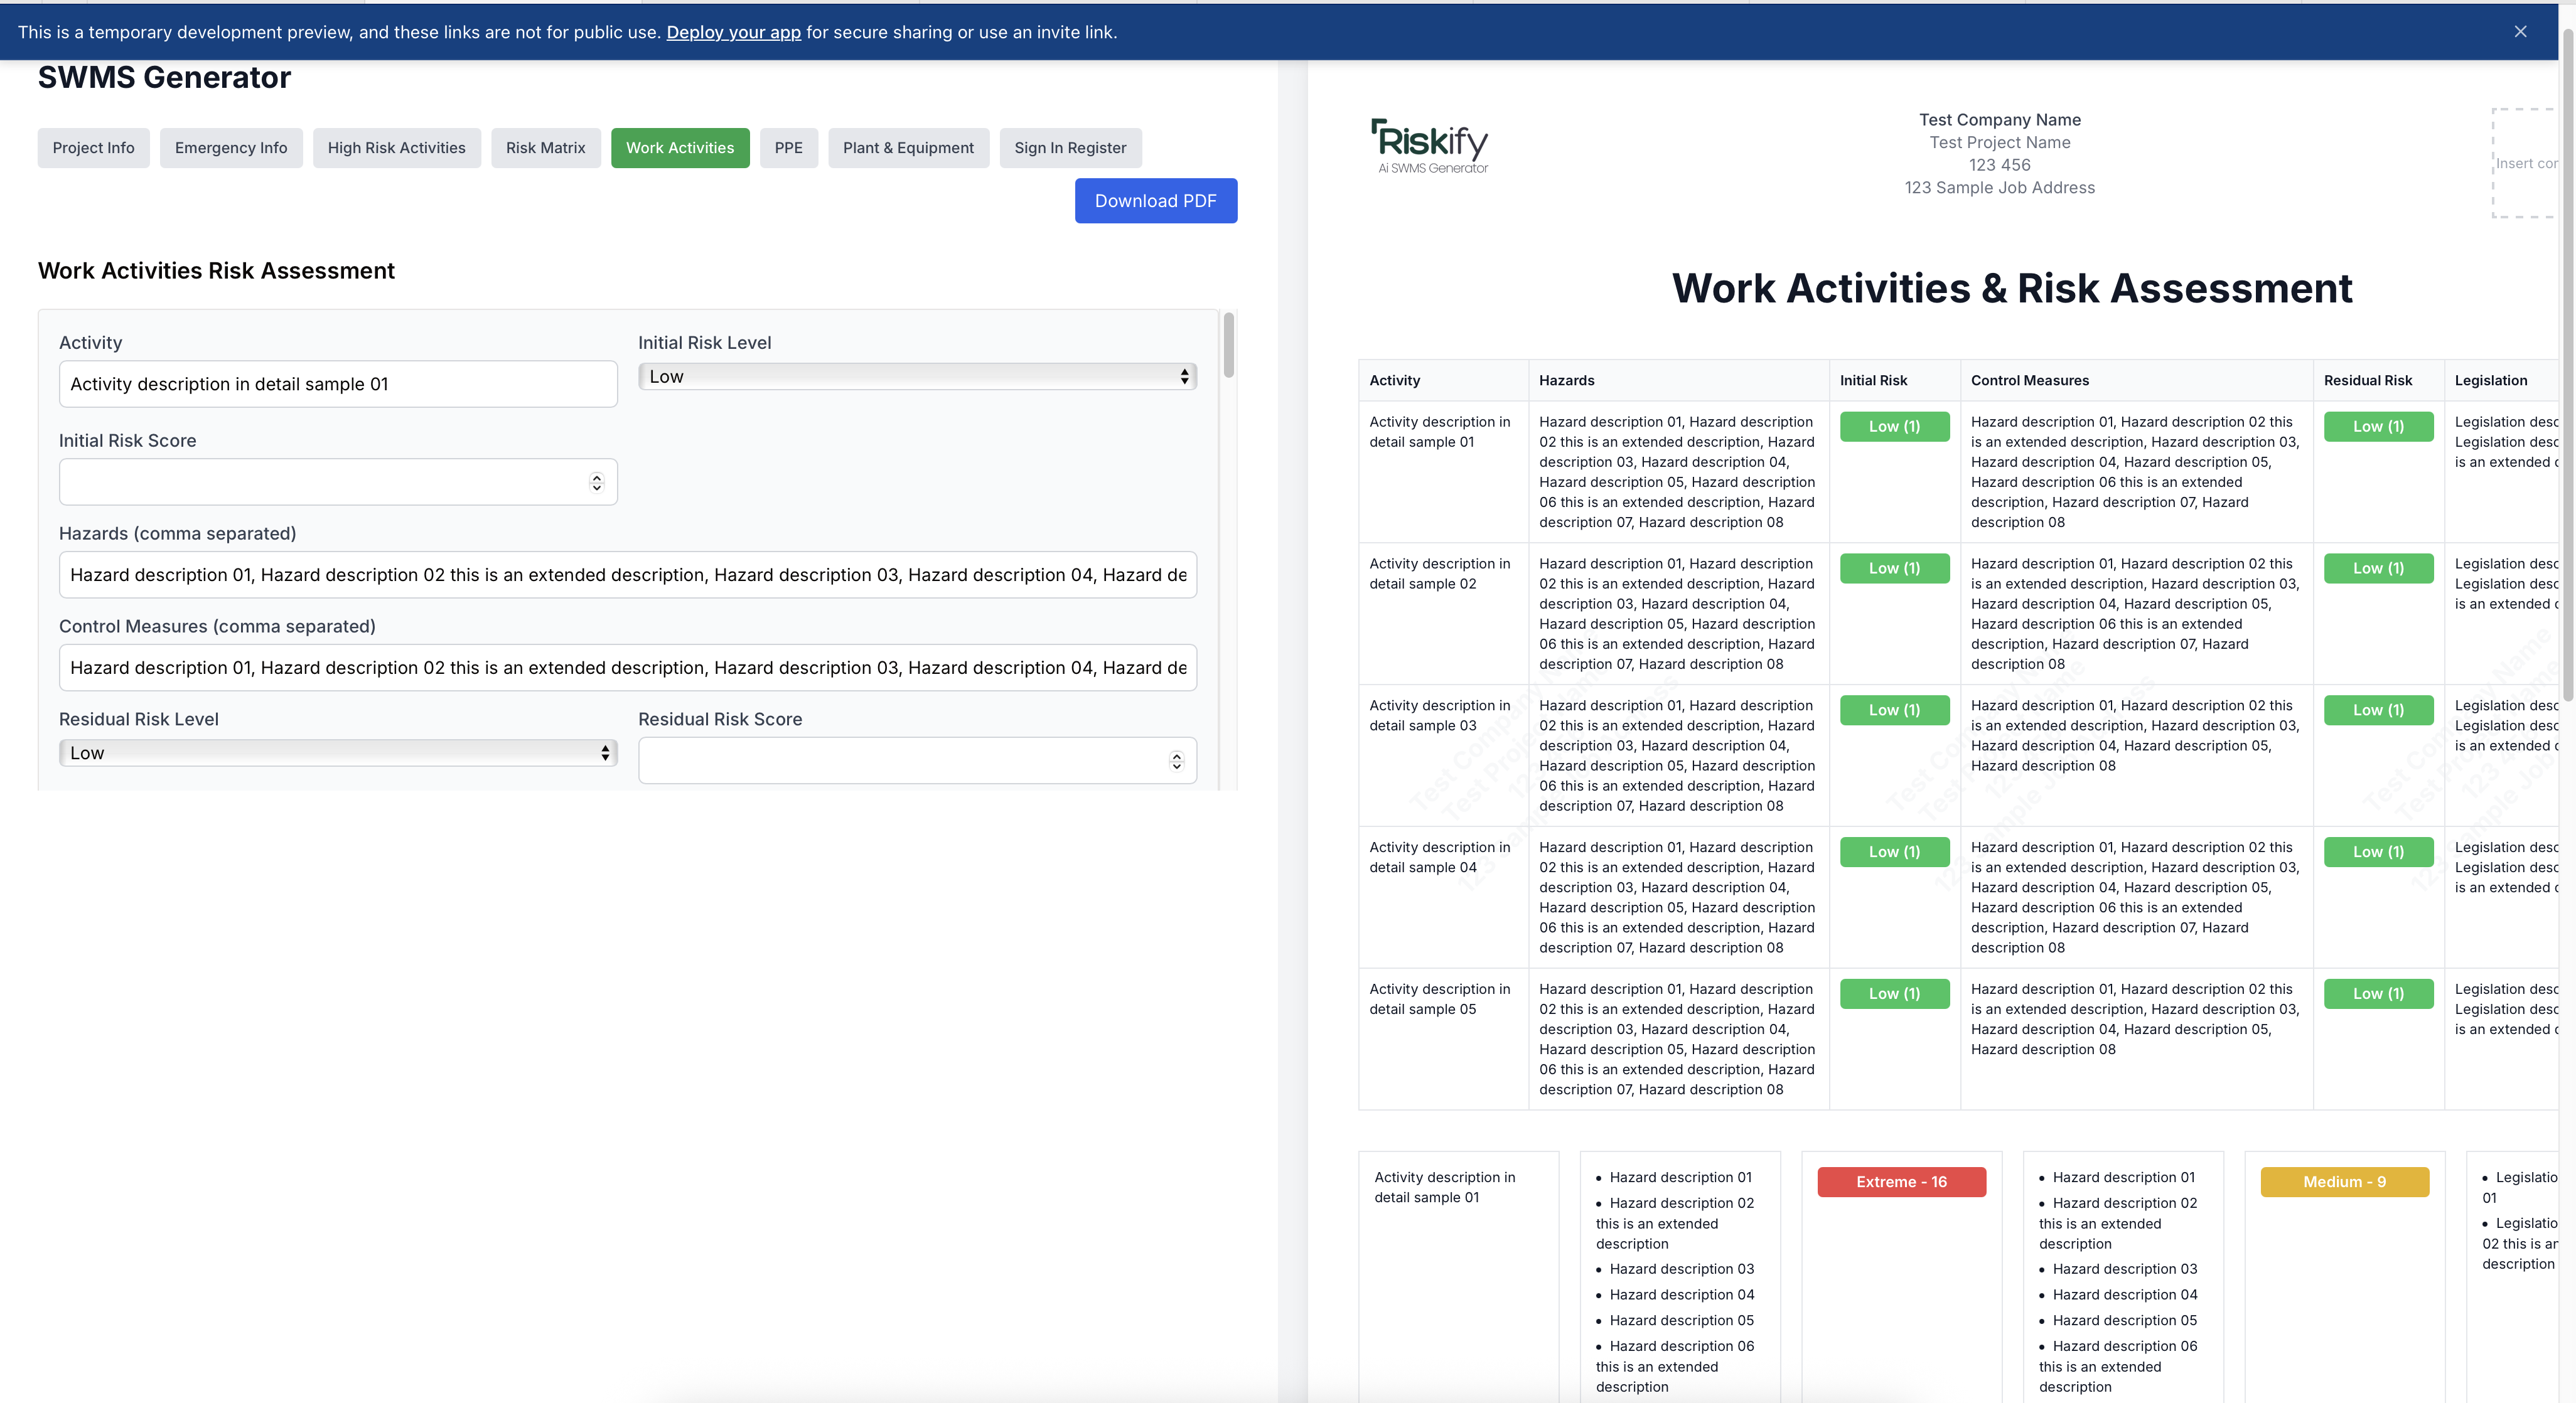 This is a temporary development preview, and these links are not for public use. Deploy your app for secure sharing or use an invite link.
SWMS Generator
Project Info
Emergency Info
High Risk Activities
Risk Matrix
Work Activities
PPE
Plant & Equipment
Sign In Register
Download PDF
Work Activities Risk Assessment
Activity
Activity description in detail sample 01
Initial Risk Level
Low
Initial Risk Score
Hazards (comma separated)
Hazard description 01, Hazard description 02 this is an extended description, Hazard description 03, Hazard description 04, Hazard de
Control Measures (comma separated)
Hazard description 01, Hazard description 02 this is an extended description, Hazard description 03, Hazard description 04, Hazard de
Residual Risk Level
Low
Residual Risk Score
Riskify
Ai SWMS Generator
Test Company Name
Test Project Name
123 456
123 Sample Job Address
Insert cor
Work Activities & Risk Assessment
Activity
Hazards
Initial Risk
Control Measures
Residual Risk
Legislation
Activity description in
detail sample 01
Hazard description 01, Hazard description
02 this is an extended description, Hazard
description 03, Hazard description 04,
Hazard description 05, Hazard description
06 this is an extended description, Hazard
description 07, Hazard description 08
Low (1)
Hazard description 01, Hazard description 02 this
is an extended description, Hazard description 03,
Hazard description 04, Hazard description 05,
Hazard description 06 this is an extended
description, Hazard description 07, Hazard
description 08
Low (1)
Legislation desc
Legislation desc
is an extended
Activity description in
detail sample 02
Hazard description 01, Hazard description
02 this is an extended description, Hazard
description 03, Hazard description 04,
Hazard description 05, Hazard description
06 this is an extended description, Hazard
description 07, Hazard description 08
Low (1)
Hazard description 01, Hazard description 02 this
is an extended description, Hazard description 03,
Hazard description 04, Hazard description 05,
Hazard description 06 this is an extended
description, Hazard description 07, Hazard
description 08
Low (1)
Legislation desc
Legislation desc
is an extended
Activity description in
detail sample 03
Hazard description 01, Hazard description
02 this is an extended description, Hazard
description 03, Hazard description 04,
Hazard description 05, Hazard description
06 this is an extended description, Hazard
description 07, Hazard description 08
Low (1)
Hazard description 01, Hazard description 02 this
is an extended description, Hazard description 03,
Hazard description 04, Hazard description 05,
Hazard description 08
Low (1)
Legislation desc
Legislation desc
is an extended
Activity description in
detail sample 04
Hazard description 01, Hazard description
02 this is an extended description, Hazard
description 03, Hazard description 04,
Hazard description 05, Hazard description
06 this is an extended description, Hazard
description 07, Hazard description 08
Low (1)
Hazard description 01, Hazard description 02 this
is an extended description, Hazard description 03,
Hazard description 04, Hazard description 05,
Hazard description 06 this is an extended
description, Hazard description 07, Hazard
description 08
Low (1)
Legislation desc
Legislation desc
is an extended
Activity description in
detail sample 05
Hazard description 01, Hazard description
02 this is an extended description, Hazard
description 03, Hazard description 04,
Hazard description 05, Hazard description
06 this is an extended description, Hazard
description 07, Hazard description 08
Low (1)
Hazard description 01, Hazard description 02 this
is an extended description, Hazard description 03,
Hazard description 04, Hazard description 05,
Hazard description 08
Low (1)
Legislation desc
Legislation desc
is an extended
Activity description in
detail sample 01
• Hazard description 01
• Hazard description 02
this is an extended
description
• Hazard description 03
• Hazard description 04
• Hazard description 05
• Hazard description 06
this is an extended
description
Extreme - 16
• Hazard description 01
• Hazard description 02
this is an extended
description
• Hazard description 03
• Hazard description 04
• Hazard description 05
• Hazard description 06
this is an extended
description
Medium - 9
• Legislatio
01
• Legislatio
02 this is ar
description